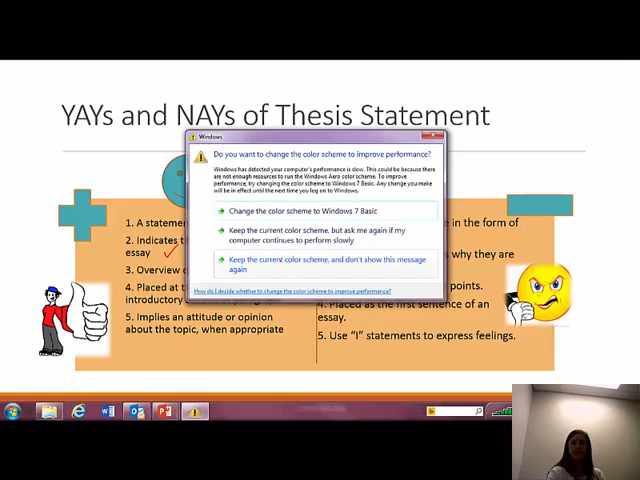 YAYs and NAYs of Thesis Statement
Windows
Do you want to change the color scheme to improve performance?
Windows has detected your computer's performance is slow. This could be because there
are not enough resources to run the Windows Aero color scheme. To improve
performance, try changing the color scheme to Windows 7 Basic. Any change you make
will be in effect until the next time you log on to Windows.
Change the color scheme to Windows 7 Basic
Keep the current color scheme, but ask me again if my
computer continues to perform slowly
Keep the current color scheme, and don't show this message
again
How do I decide whether to change the color scheme to improve performance?
1. A
2. Indicates
essay
3. Overview
4. Placed at
introductory
5. Implies an attitude or opinion
about the topic, when appropriate
in the form of
why they are
points.
4. Placed as the first sentence of an
essay.
5. Use "I" statements to express feelings.